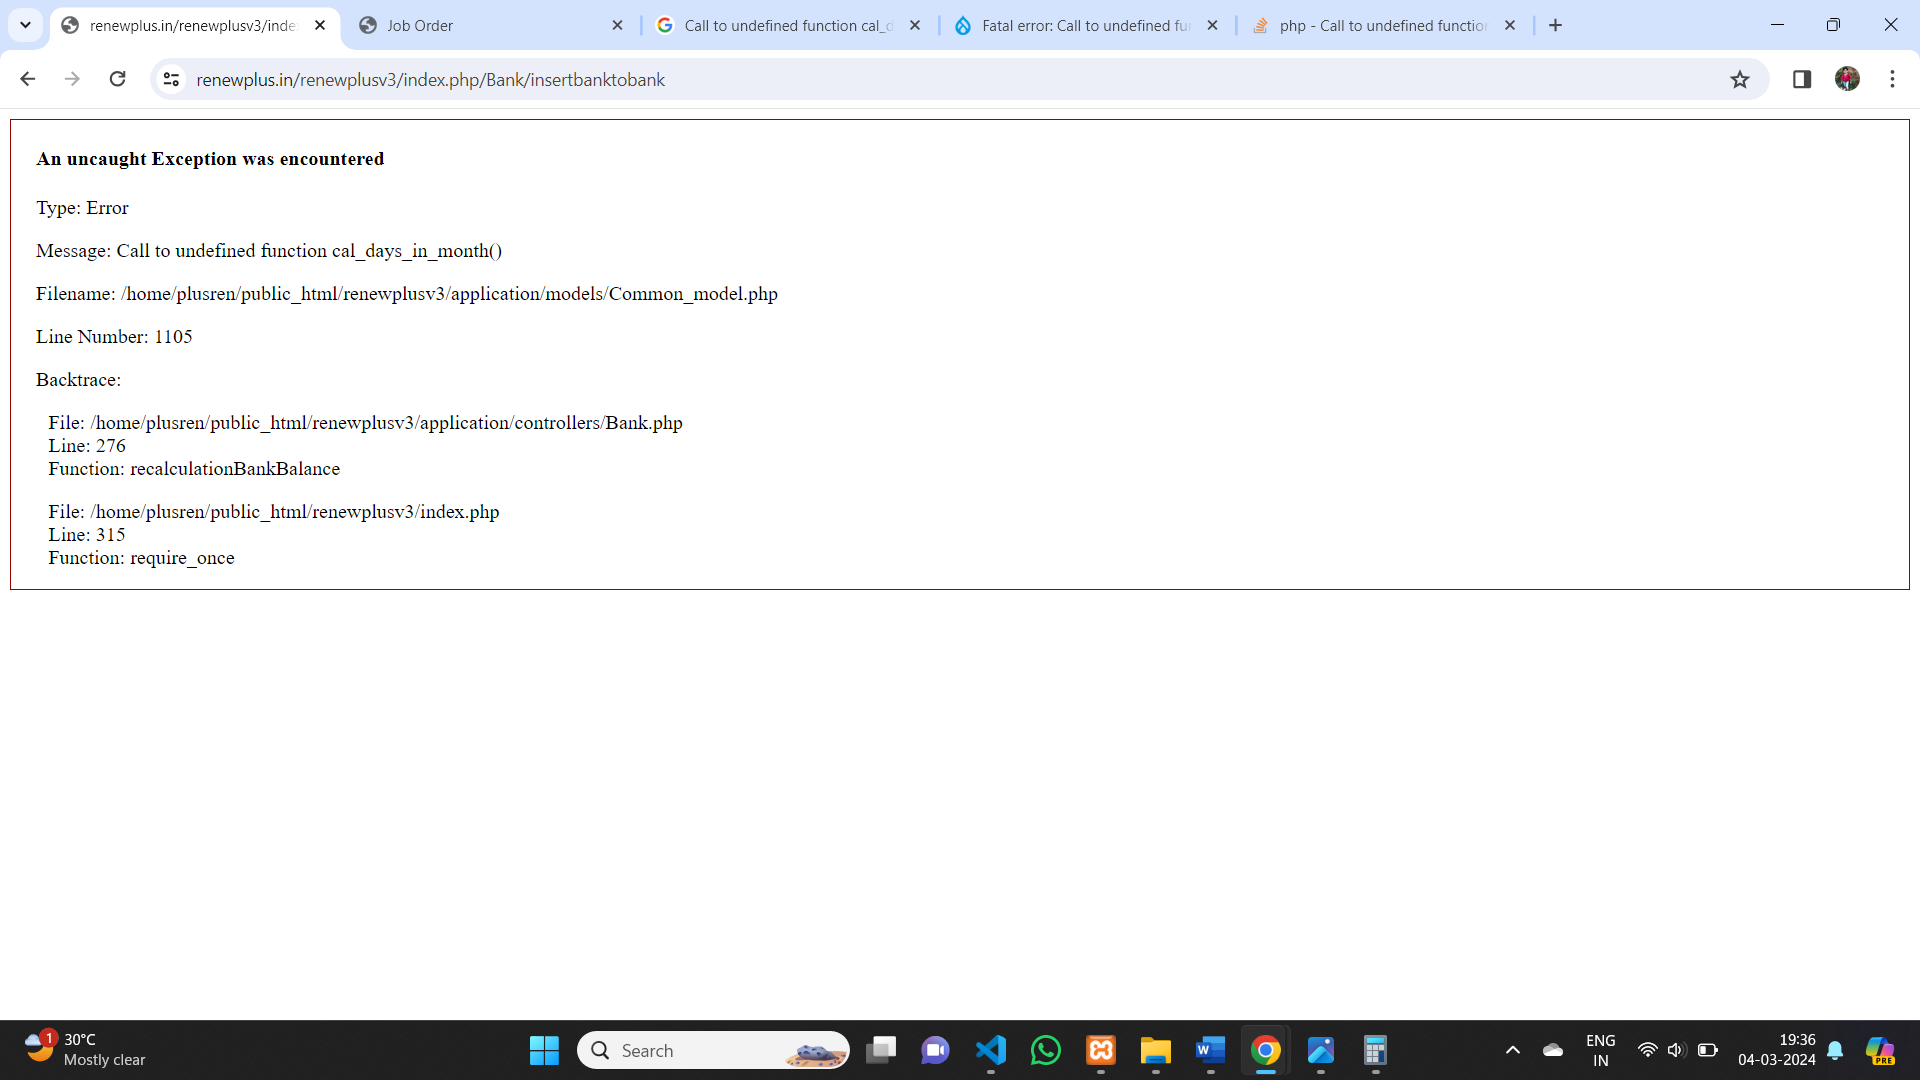 renewplus.in/renewplusv3/inde
Job Order
Call to undefined function cal_d
Fatal error: Call to undefined fu
php - Call to undefined function
renewplus.in/renewplusv3/index.php/Bank/insertbanktobank
An uncaught Exception was encountered
Type: Error
Message: Call to undefined function cal_days_in_month()
Filename: /home/plusren/public_html/renewplusv3/application/models/Common_model.php
Line Number: 1105
Backtrace:
File: /home/plusren/public_html/renewplusv3/application/controllers/Bank.php
Line: 276
Function: recalculationBankBalance
File: /home/plusren/public_html/renewplusv3/index.php
Line: 315
Function: require_once
1
30°C
Mostly clear
Search
W
ENG
IN
19:36
04-03-2024
PRE